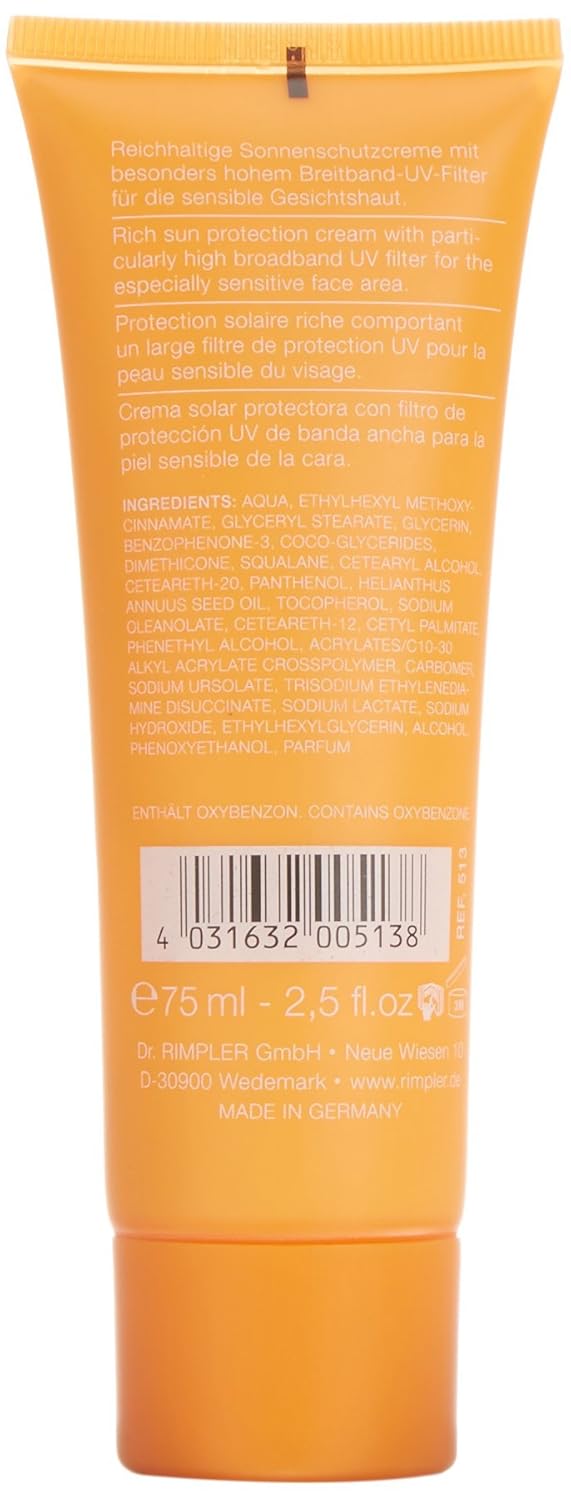 Reichhaltige Sonnenschutzcreme mit
besonders hohem Breitband-UV-Filter
für die sensible Gesichtshaut.
Rich sun protection cream with parti-
cularly high broadband UV filter for the
especially sensitive face area.
Protection solaire riche comportant
un large filtre de protection UV pour la
peau sensible du visage.
Crema solar protectora con filtro de
protección UV de banda ancha para la
piel sensible de la cara.
INGREDIENTS: AQUA, ETHYLHEXYL METHOXY-
CINNAMATE, GLYCERYL STEARATE, GLYCERIN,
BENZOPHENONE-3, COCO-GLYCERIDES,
DIMETHICONE, SQUALANE, CETEARYL ALCOHOL,
CETEARETH-20, PANTHENOL, HELIANTHUS
ANNUUS SEED OIL, TOCOPHEROL, SODIUM
OLEANOLATE, CETEARETH-12, CETYL PALMITATE,
PHENETHYL ALCOHOL, ACRYLATES/C10-30
ALKYL ACRYLATE CROSSPOLYMER, CARBOMER,
SODIUM URSOLATE, TRISODIUM ETHYLENEDIA-
MINE DISUCCINATE, SODIUM LACTATE, SODIUM
HYDROXIDE, ETHYLHEXYLGLYCERIN, ALCOHOL,
PHENOXYETHANOL, PARFUM
ENTHÄLT OXYBENZON. CONTAINS OXYBENZONE
REF. 513
4 031632 005138
e75 ml - 2,5 fl.oz
Dr. RIMPLER GmbH • Neue Wiesen 10
D-30900 Wedemark • www.rimpler.de
MADE IN GERMANY